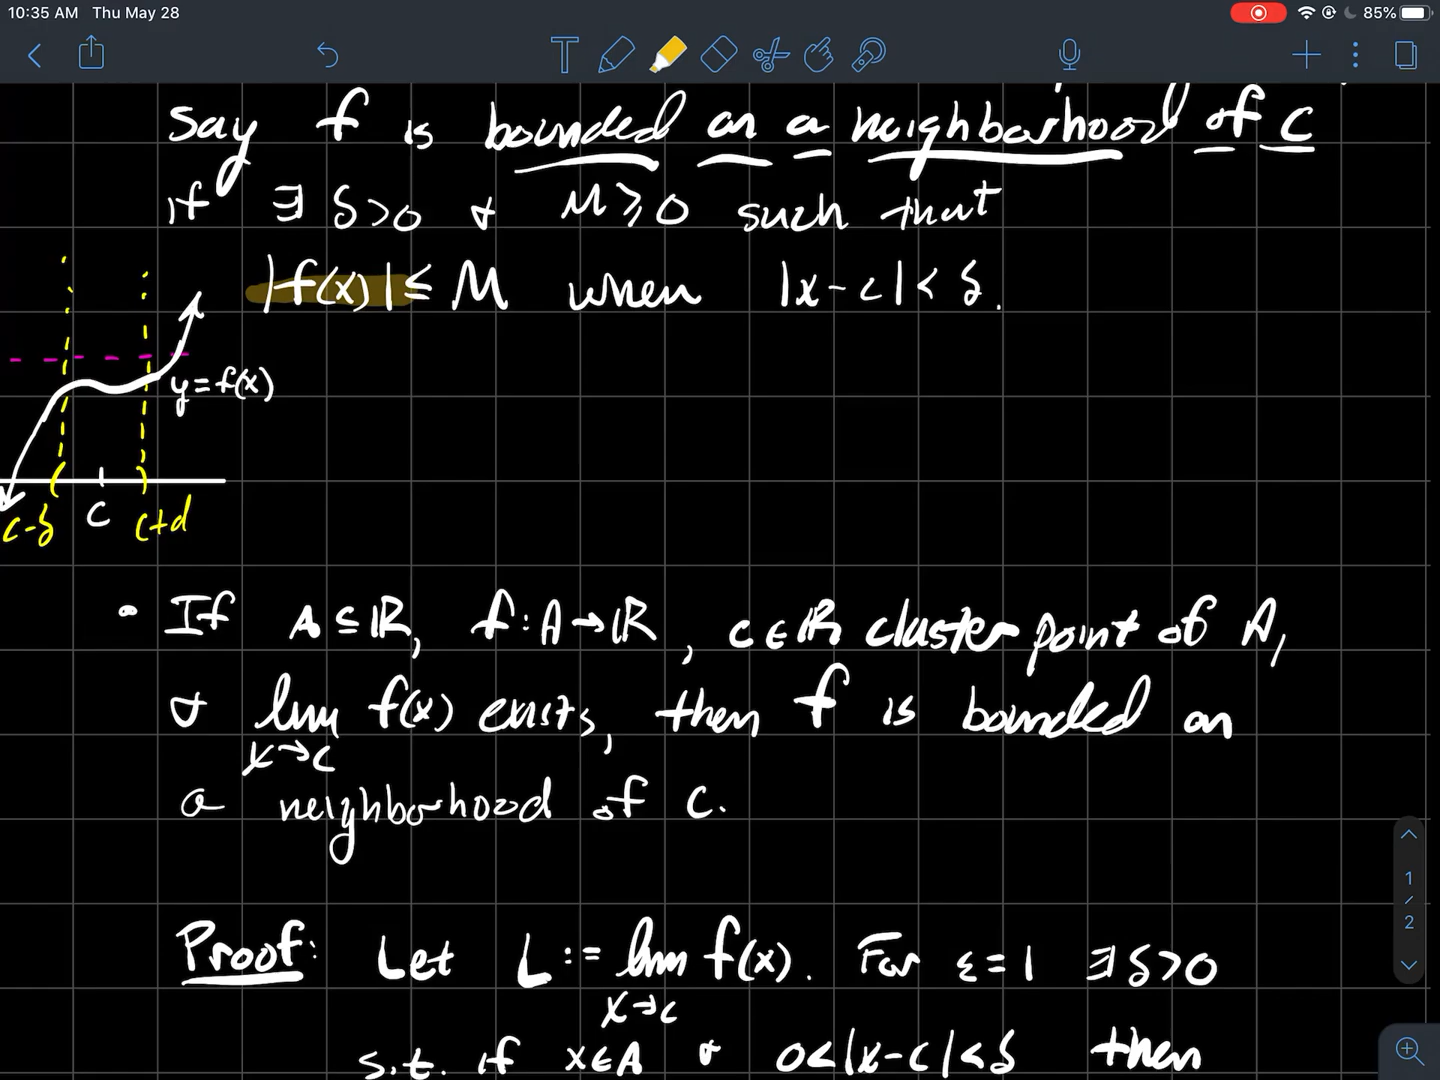 10:35 AM Thu May 28
85%
T
Say f is bounded on a neighborhood of c
if ∃ δ>0 & M≥0 such that
|f(x)| ≤ M when |x-c| < δ.
y=f(x)
c-δ c c+d
• If A⊆ℝ, f:A→ℝ, c∈ℝ cluster point of A,
& lim f(x) exists, then f is bounded on
x→c
a neighborhood of c.
1
/
2
Proof: Let L := lim f(x). For ε=1 ∃δ>0
x→c
s.t. if x∈A & 0<|x-c|<δ then